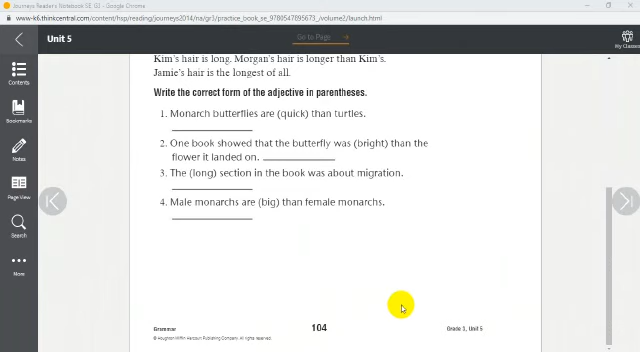 Journeys Reader's Notebook SE G3 - Google Chrome
www-k6.thinkcentral.com/content/hsp/reading/journeys2014/na/gr3/practice_book_se_9780547895673_/volume2/launch.html
Unit 5
Go to Page
My Classes
Contents
Bookmarks
Notes
Page View
Search
More
Kim's hair is long. Morgan's hair is longer than Kim's.
Jamie's hair is the longest of all.
Write the correct form of the adjective in parentheses.
1. Monarch butterflies are (quick) than turtles.
2. One book showed that the butterfly was (bright) than the
flower it landed on.
3. The (long) section in the book was about migration.
4. Male monarchs are (big) than female monarchs.
Grammar
104
Grade 3, Unit 5
© Houghton Mifflin Harcourt Publishing Company. All rights reserved.